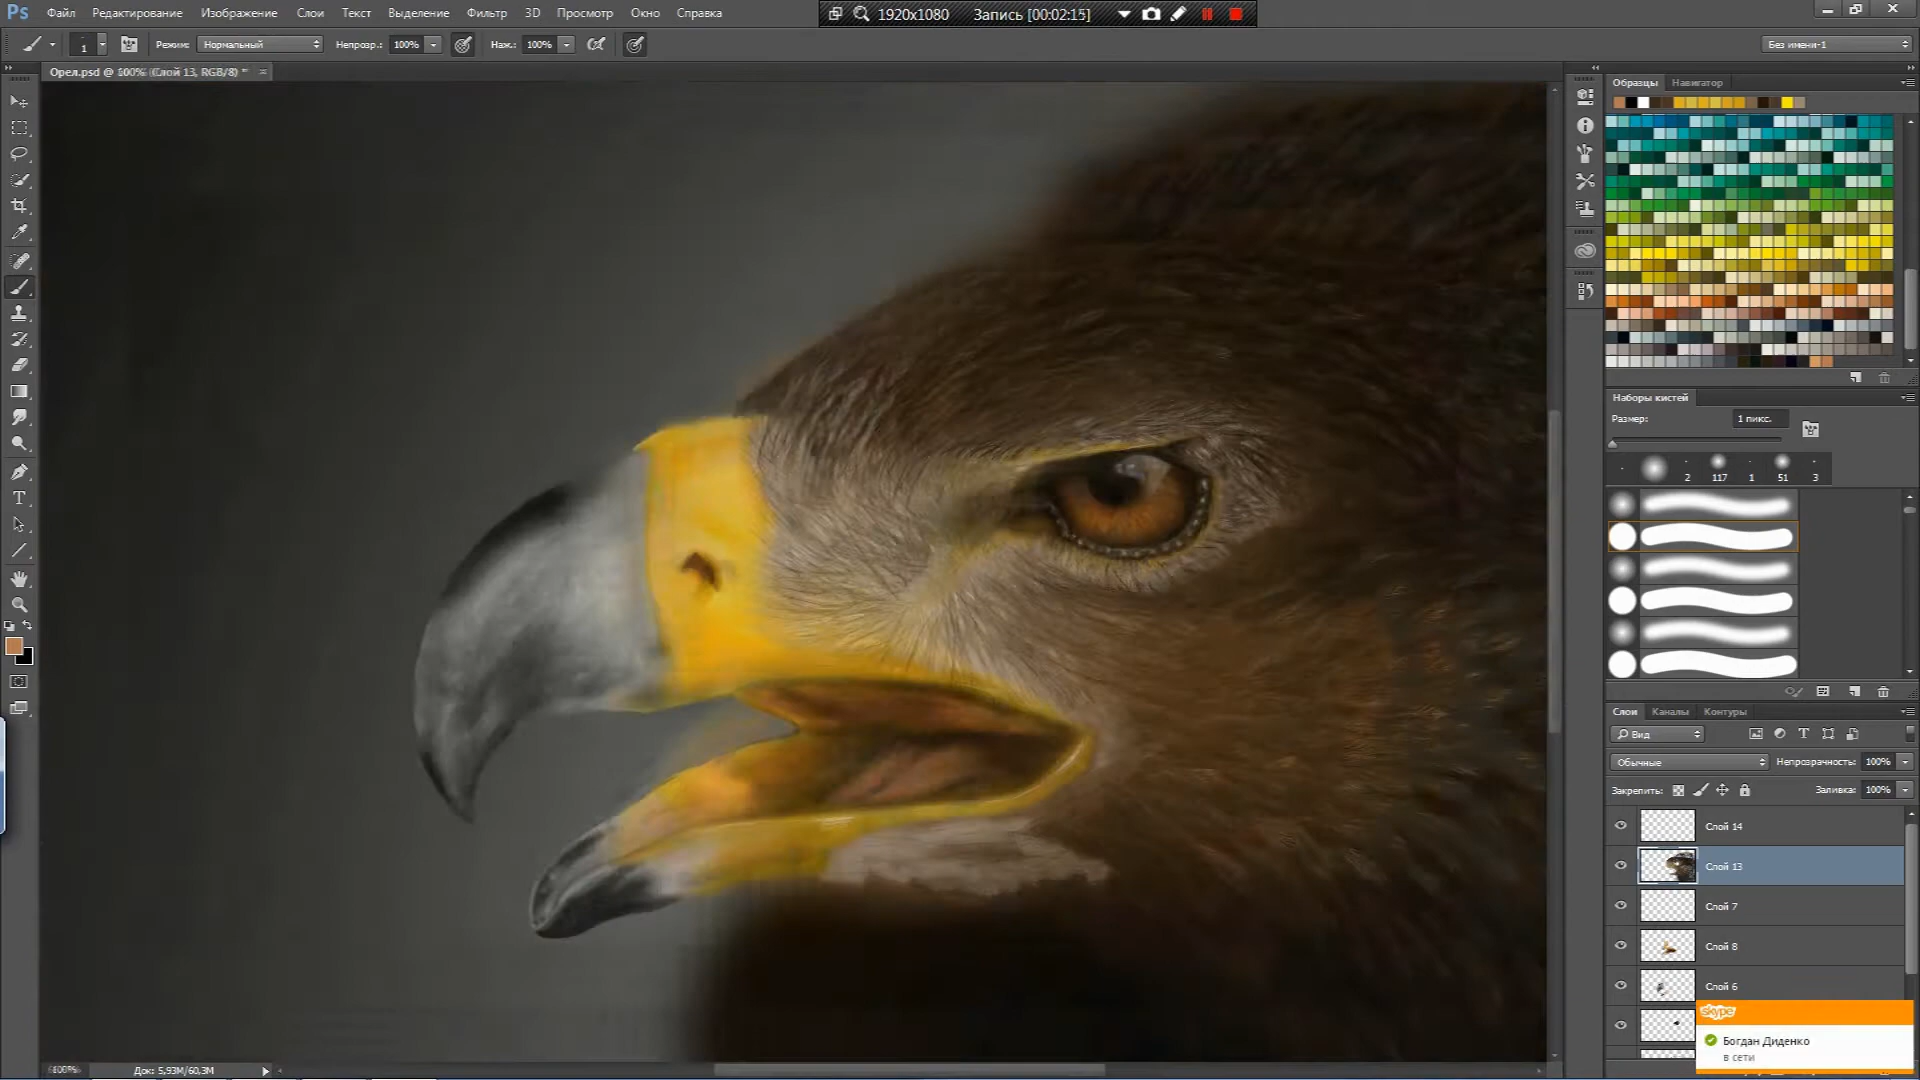 Ps Файл Редактирование Изображение Слои Текст Выделение Фильтр 3D Просмотр Окно Справка
1920x1080 Запись [00:02:15]
1 Режим: Нормальный Непрозр.: 100% Наж.: 100% Без имени-1
Орел.psd @ 100% (Слой 13, RGB/8) *
Образцы Навигатор
Наборы кистей
Размер: 1 пикс.
2 117 1 51 3
Слои Каналы Контуры
Вид
Обычные Непрозрачность: 100%
Закрепить: Заливка: 100%
Слой 14
Слой 13
Слой 7
Слой 8
Слой 6
skype
Богдан Диденко
в сети
100% Док: 5,93M/60,3M